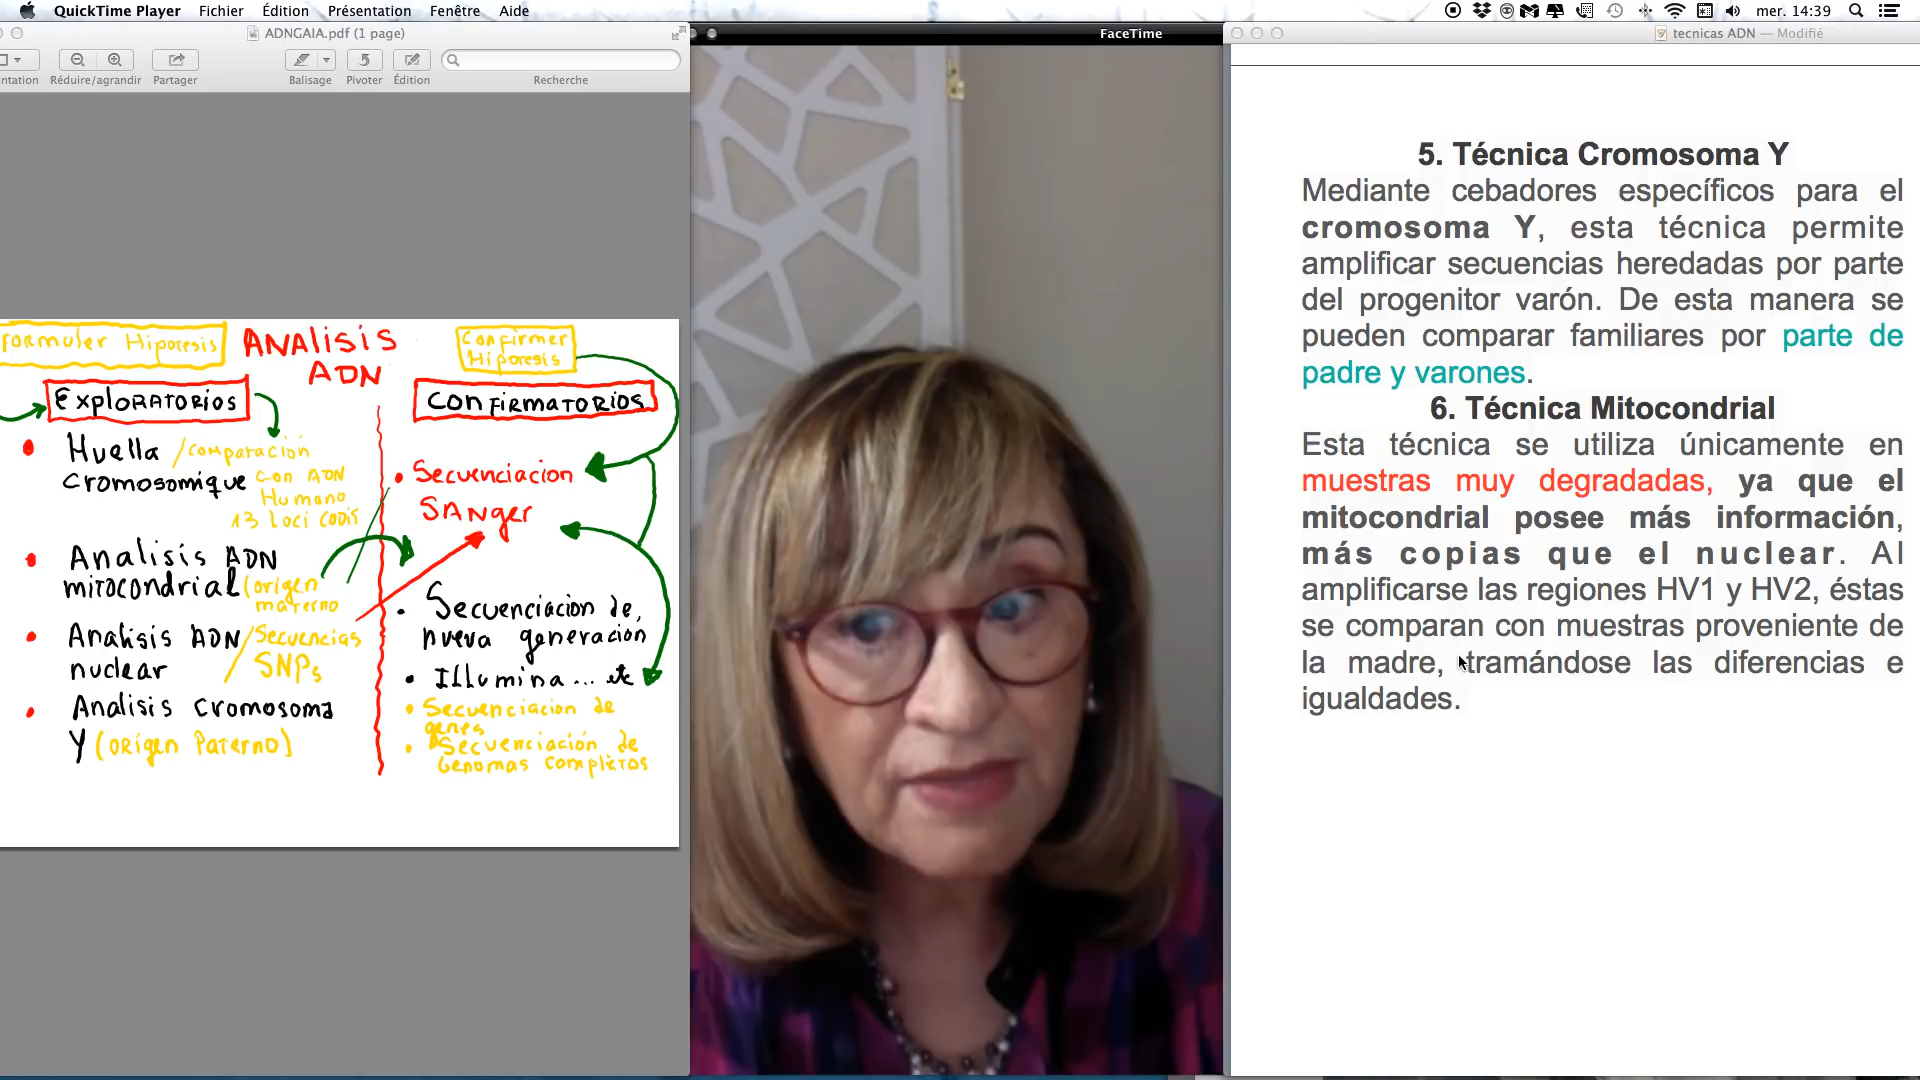 QuickTime Player Fichier Édition Présentation Fenêtre Aide
mer. 14:39
ADNGAIA.pdf (1 page)
ntation Réduire/agrandir Partager Balisage Pivoter Édition Recherche
FaceTime
tecnicas ADN — Modifié
Formuler Hipotesis
ANALISIS
ADN
Confirmer
Hipotesis
EXPLORATORIOS
CONFIRMATORIOS
Huella /comparación
cromosomique con ADN
Humano
13 loci CODIS
Analisis ADN
mitocondrial (origen
materno
Analisis ADN / Secuencias
nuclear SNPs
Analisis cromosoma
Y (origen Paterno)
Secuenciacion
SANger
Secuenciacion de,
nueva generación
Illumina... etc
Secuenciacion de
genes
Secuenciación de
Genomas complètos
5. Técnica Cromosoma Y
Mediante cebadores específicos para el
cromosoma Y, esta técnica permite
amplificar secuencias heredadas por parte
del progenitor varón. De esta manera se
pueden comparar familiares por parte de
padre y varones.
6. Técnica Mitocondrial
Esta técnica se utiliza únicamente en
muestras muy degradadas, ya que el
mitocondrial posee más información,
más copias que el nuclear. Al
amplificarse las regiones HV1 y HV2, éstas
se comparan con muestras proveniente de
la madre, tramándose las diferencias e
igualdades.